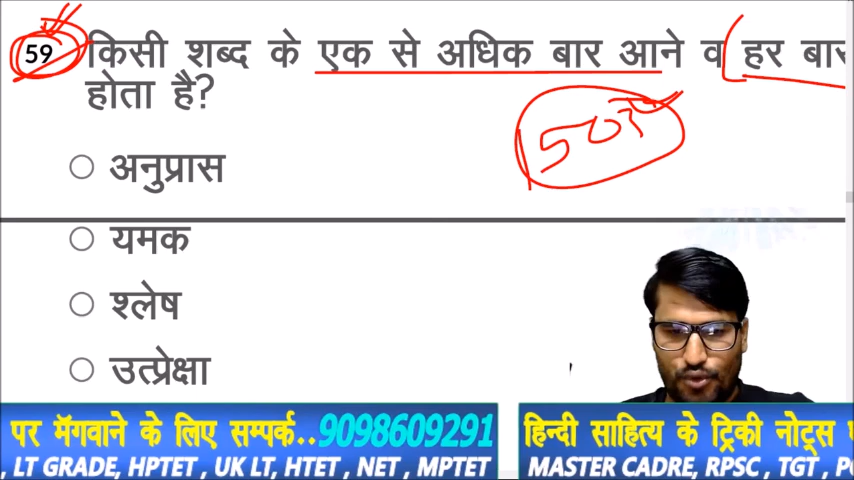 59 किसी शब्द के एक से अधिक बार आने व हर बार
होता है?
अनुप्रास
यमक
श्लेष
उत्प्रेक्षा
पर मॅगवाने के लिए सम्पर्क..9098609291 हिन्दी साहित्य के ट्रिकी नोट्स
, LT GRADE, HPTET , UK LT, HTET , NET , MPTET MASTER CADRE, RPSC , TGT ,